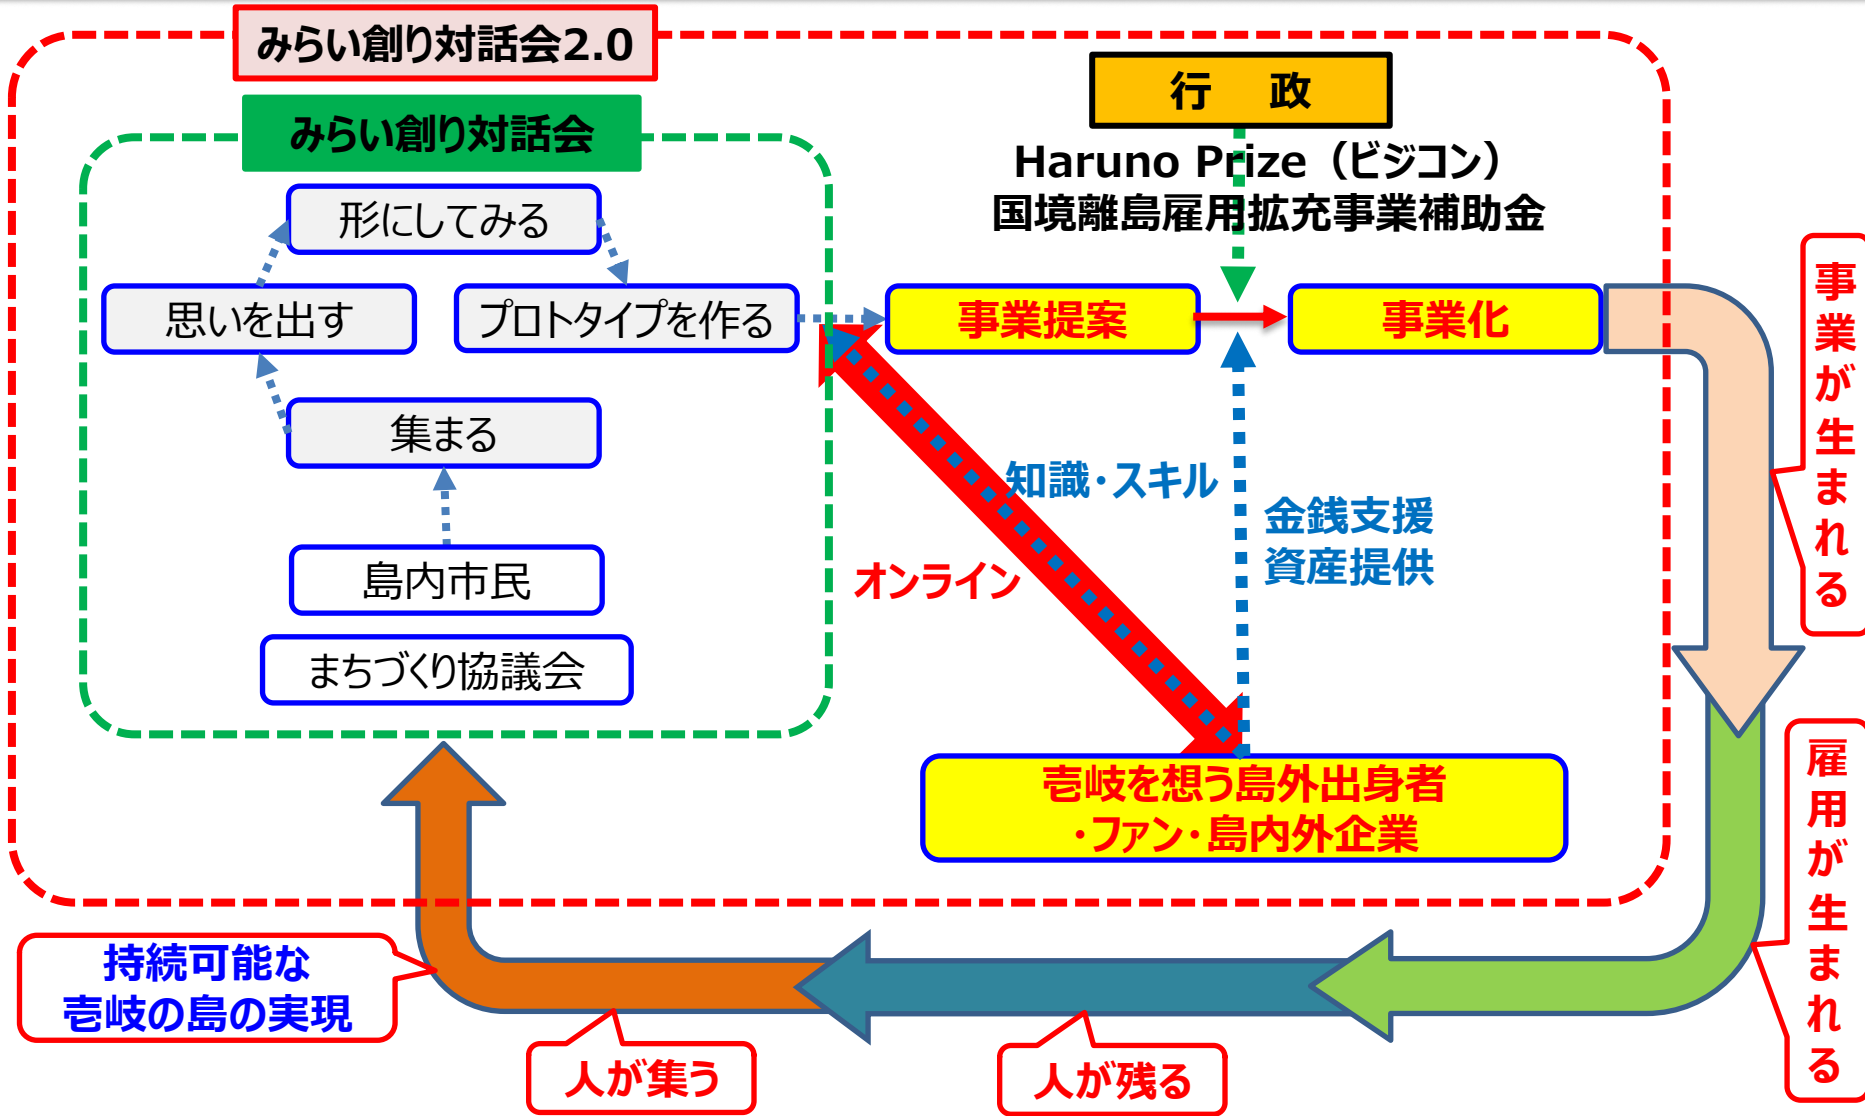 みらい創り対話会2.0
行 政
みらい創り対話会
Haruno Prize（ビジコン）
国境離島雇用拡充事業補助金
形にしてみる
思いを出す
プロトタイプを作る
事業提案
事業化
事業が生まれる
集まる
知識・スキル
金銭支援
資産提供
オンライン
島内市民
まちづくり協議会
壱岐を想う島外出身者
・ファン・島内外企業
雇用が生まれる
持続可能な
壱岐の島の実現
人が集う
人が残る